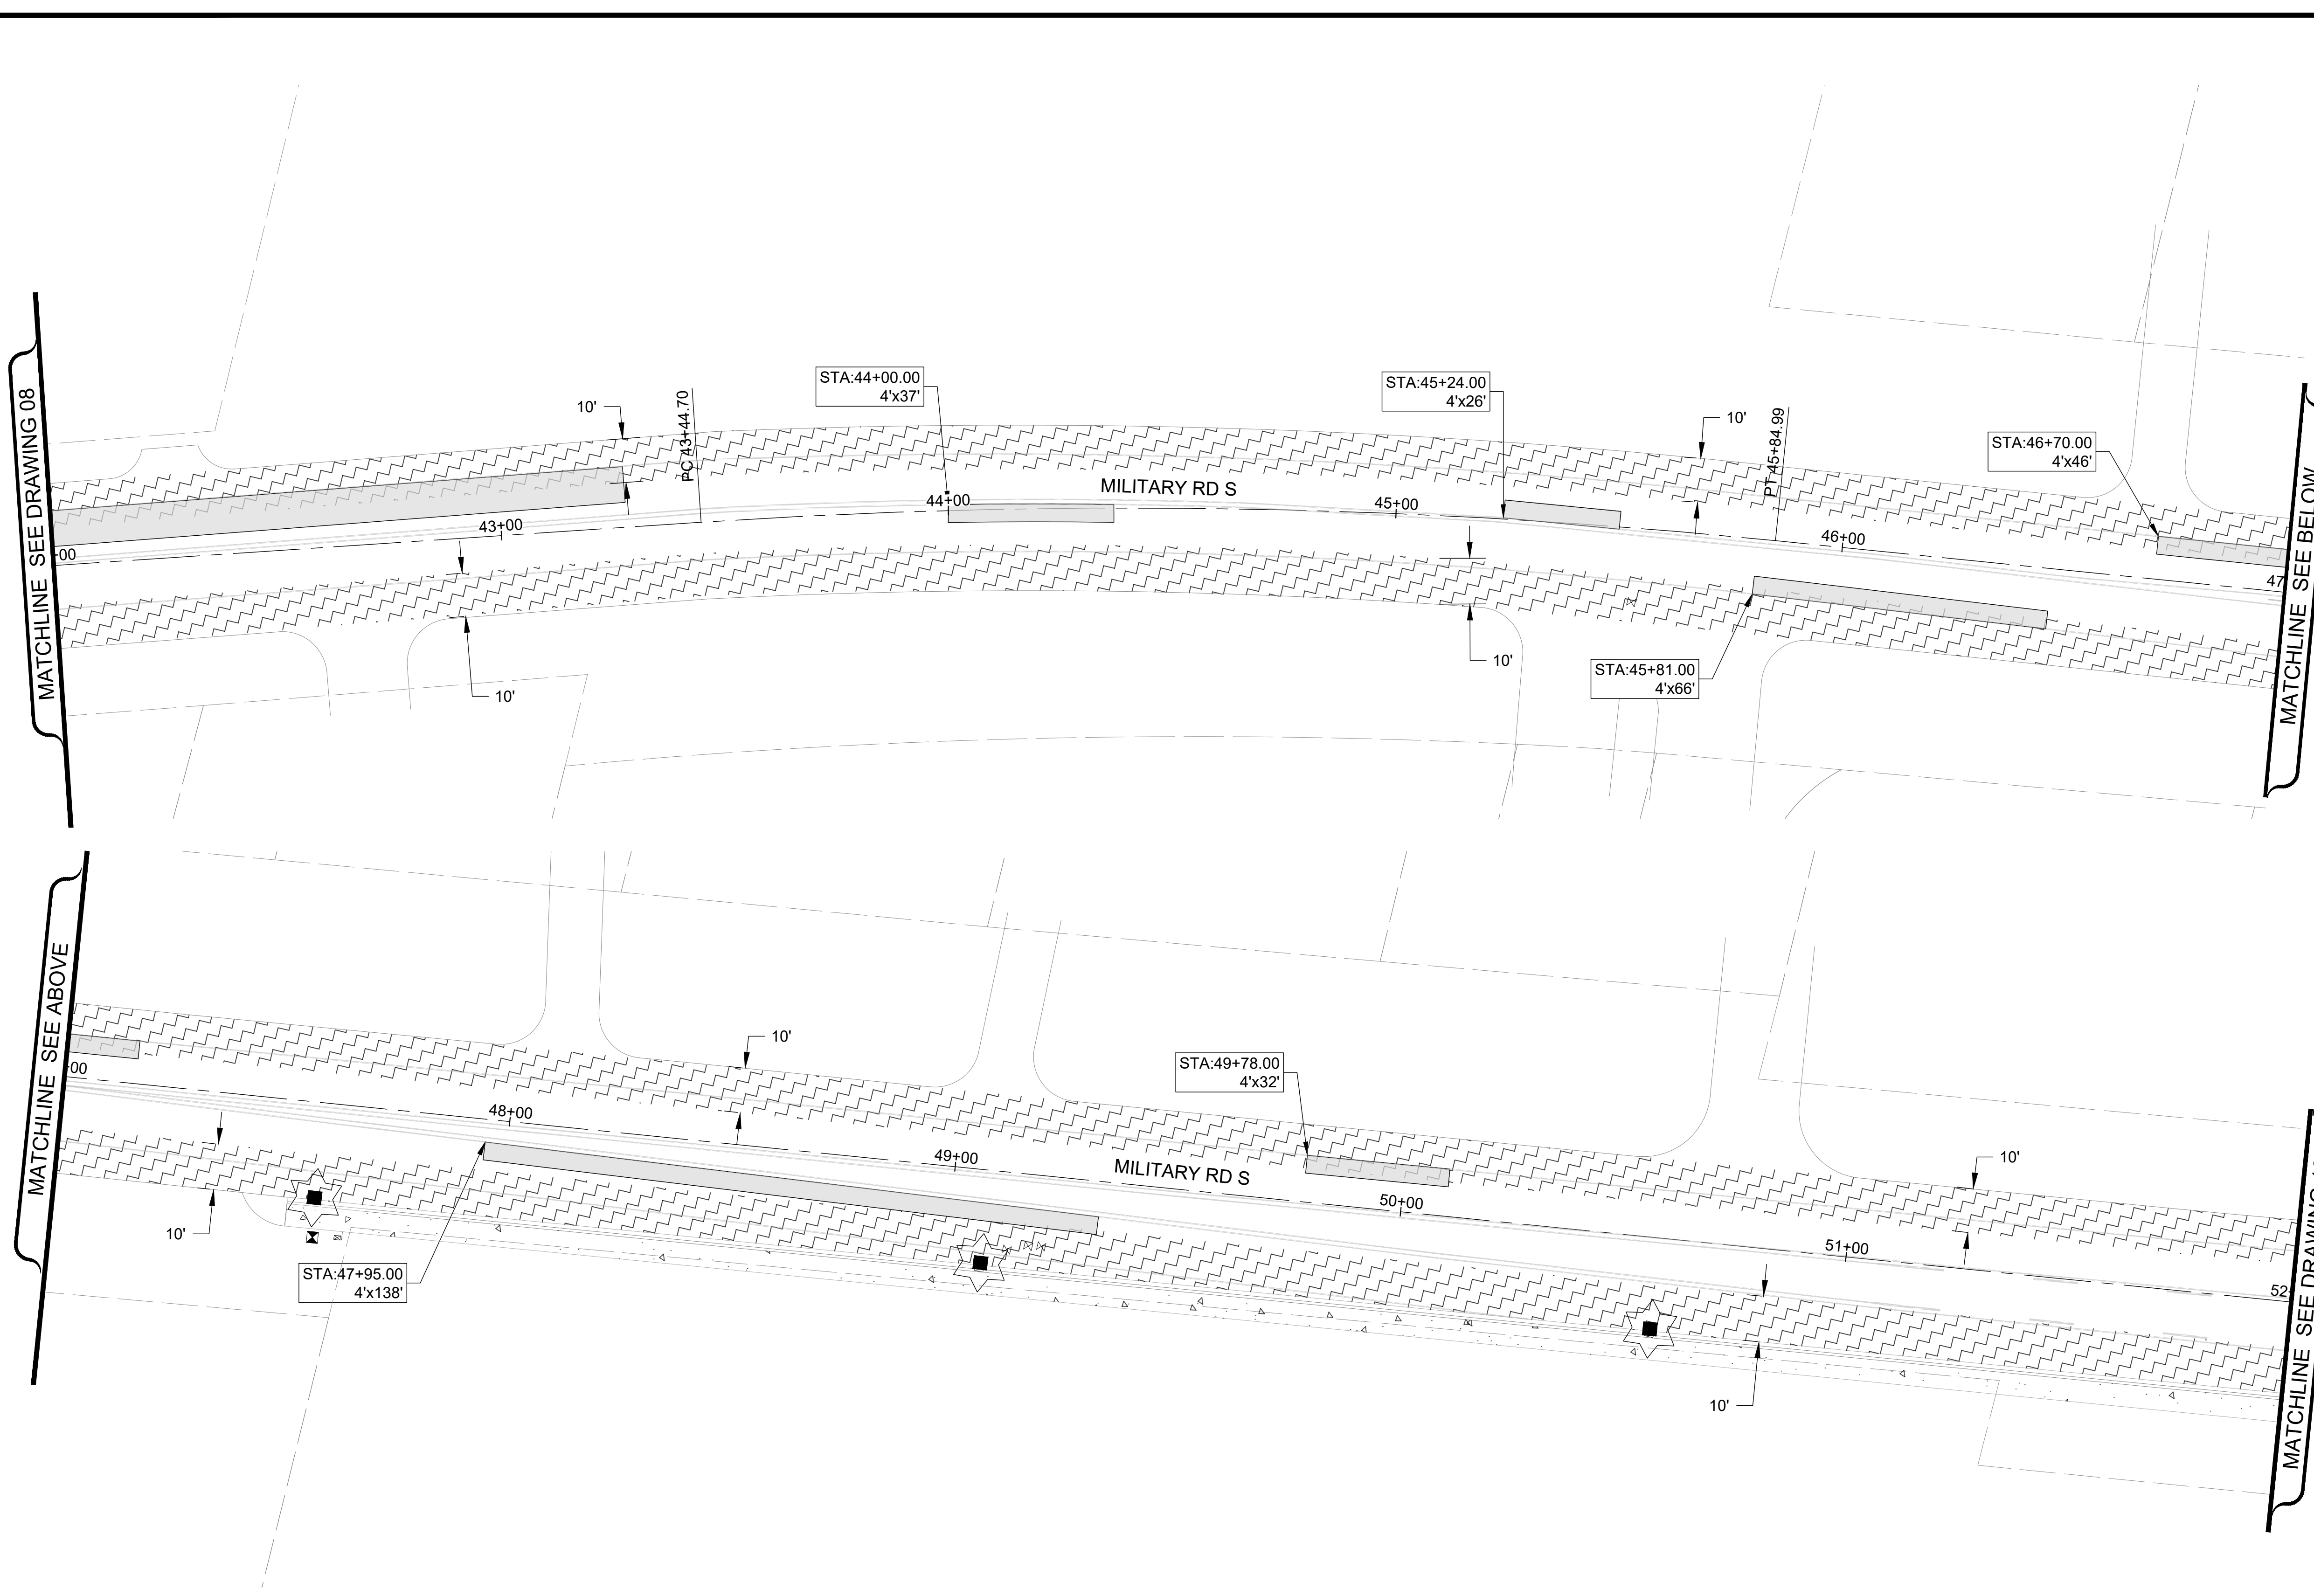 MATCHLINE SEE DRAWING 08
10'
PC 43+44.70
STA:44+00.00
4'x37'
STA:45+24.00
4'x26'
10'
PT 45+84.99
STA:46+70.00
4'x46'
MATCHLINE SEE BELOW
MILITARY RD S
+00
43+00
44+00
45+00
46+00
47
10'
10'
STA:45+81.00
4'x66'
MATCHLINE SEE ABOVE
+00
10'
STA:49+78.00
4'x32'
48+00
49+00
MILITARY RD S
50+00
10'
51+00
52
10'
STA:47+95.00
4'x138'
10'
MATCHLINE SEE DRAWING